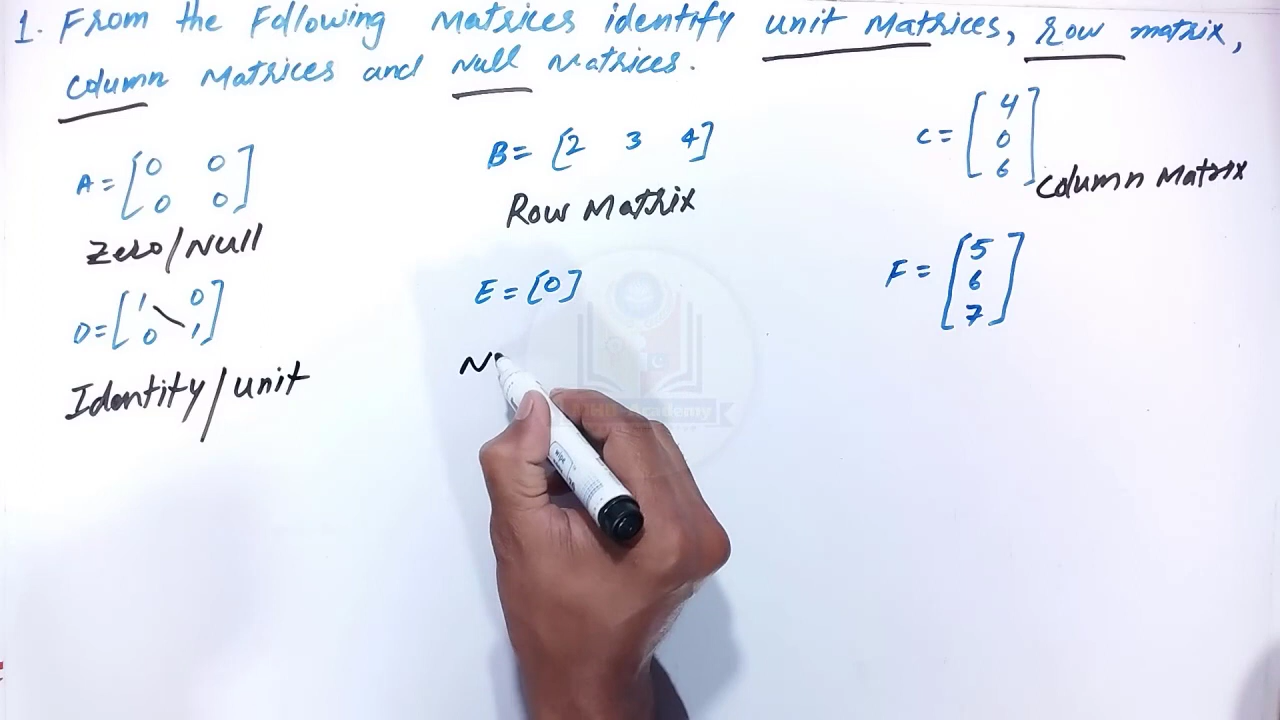 1. From the Following Matrices identify unit Matrices, row matrix,
column Matrices and Null Matrices.
A = [0 0
0 0]
Zero/Null
B = [2 3 4]
Row Matrix
C = [4
0
6]
Column Matrix
D = [1 0
0 1]
Identity/unit
E = [0]
N
F = [5
6
7]
Academy